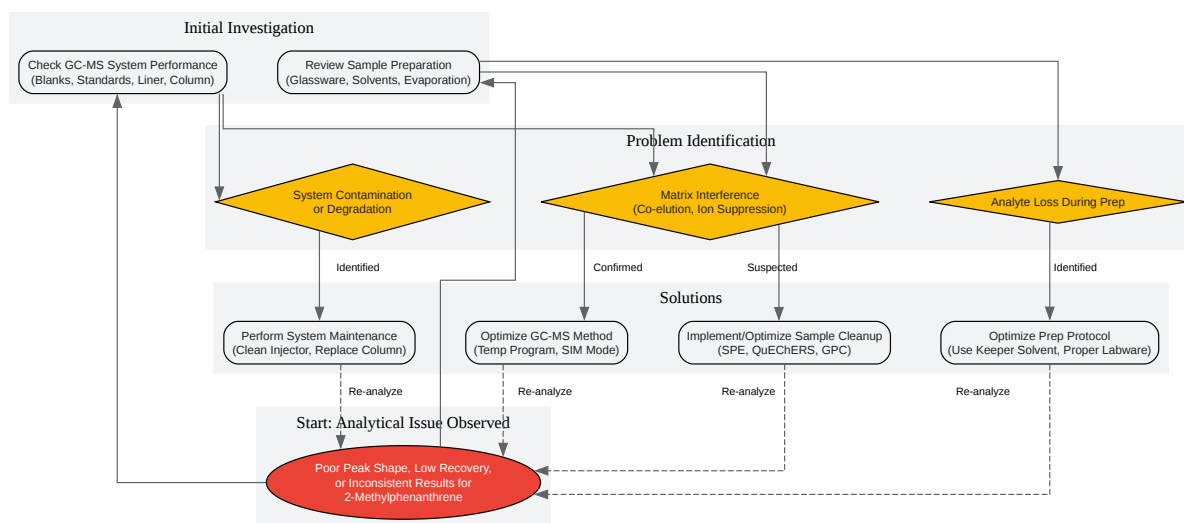 Initial Investigation
Check GC-MS System Performance
(Blanks, Standards, Liner, Column)
Review Sample Preparation
(Glassware, Solvents, Evaporation)
Problem Identification
System Contamination
or Degradation
Matrix Interference
(Co-elution, Ion Suppression)
Analyte Loss During Prep
Identified
Confirmed
Suspected
Identified
Solutions
Perform System Maintenance
(Clean Injector, Replace Column)
Optimize GC-MS Method
(Temp Program, SIM Mode)
Implement/Optimize Sample Cleanup
(SPE, QuEChERS, GPC)
Optimize Prep Protocol
(Use Keeper Solvent, Proper Labware)
Re-analyze
Re-analyze
Re-analyze
Re-analyze
Start: Analytical Issue Observed
Poor Peak Shape, Low Recovery,
or Inconsistent Results for
2-Methylphenanthrene